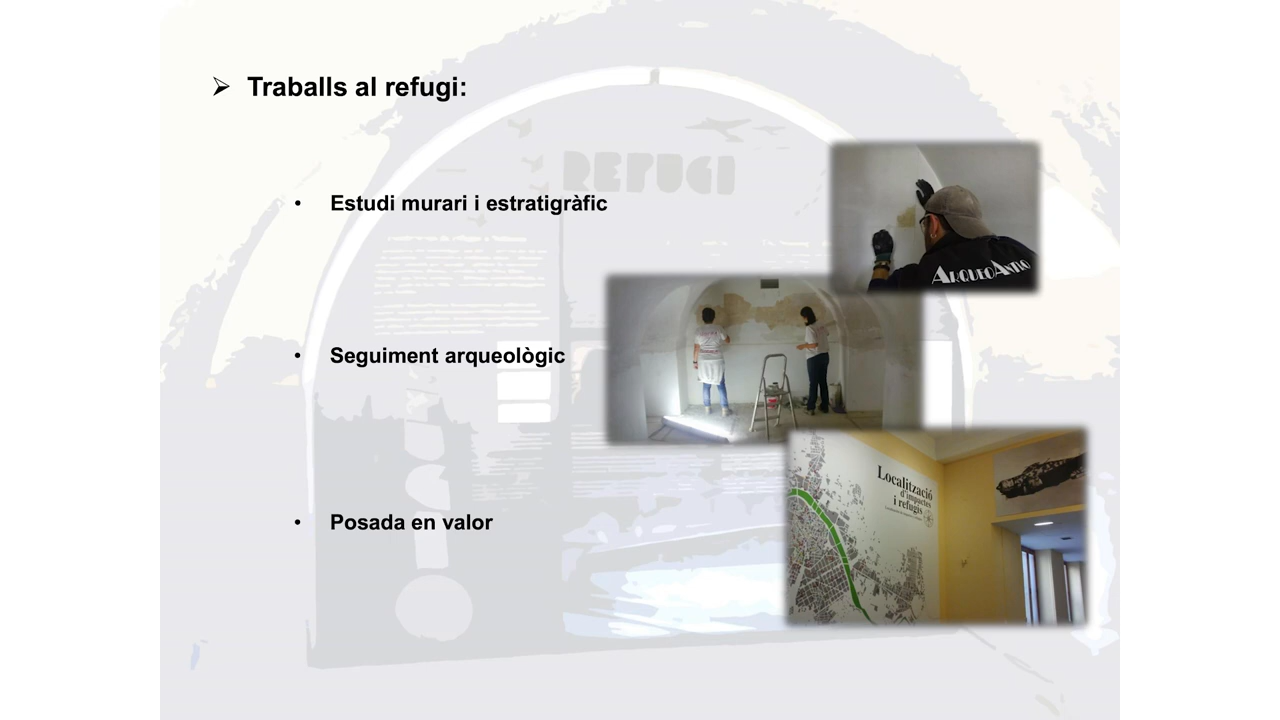 Traballs al refugi:
REFUGI
Estudi murari i estratigràfic
ARQUEOANTRO
Seguiment arqueològic
Localització
d'impactes
i refugis
Posada en valor